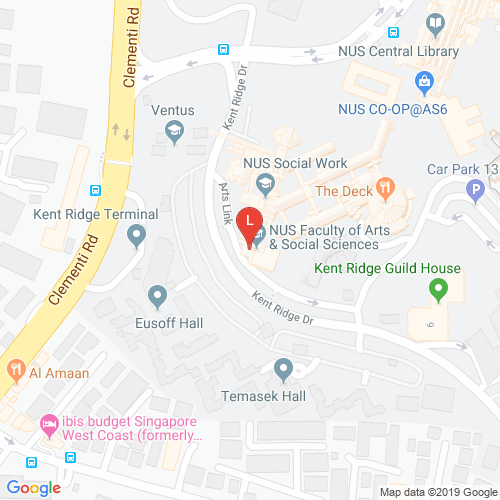 Clementi Rd
NUS Central Library
Kent Ridge Dr
NUS CO-OP@AS6
Ventus
NUS Social Work
Car Park 13
The Deck
Arts Link
Kent Ridge Terminal
L
NUS Faculty of Arts
& Social Sciences
Clementi Rd
Kent Ridge Guild House
Kent Ridge Dr
Eusoff Hall
9
Al Amaan
Temasek Hall
ibis budget Singapore
West Coast (formerly...
Google
Map data ©2019 Google